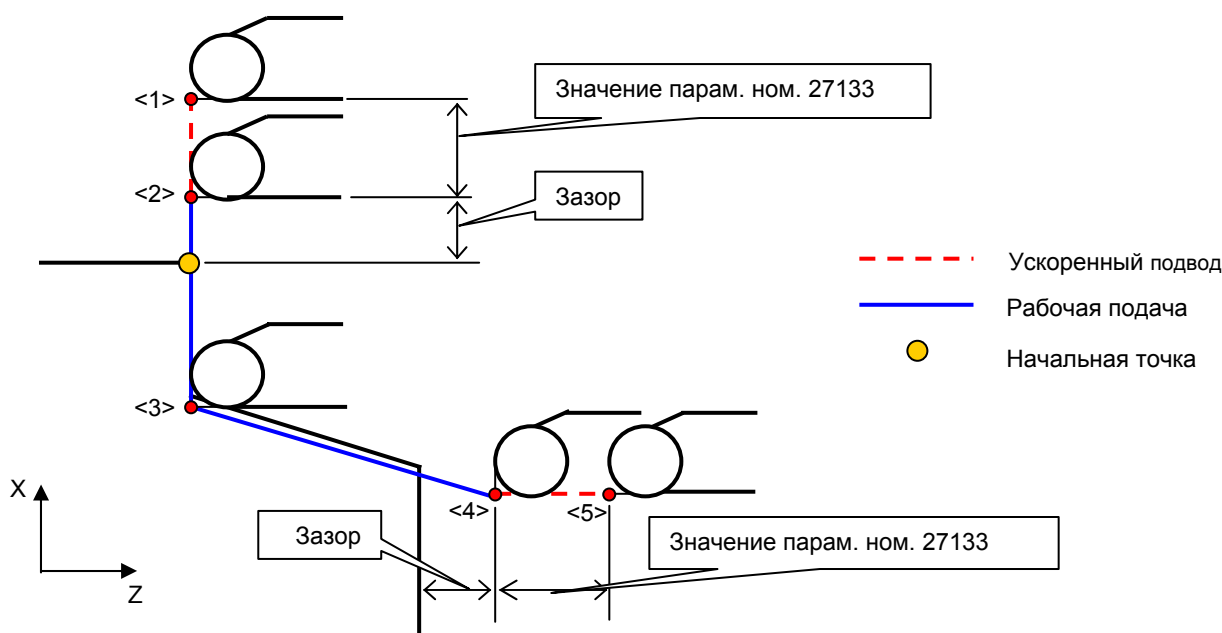 <1>
Значение парам. ном. 27133
<2>
Зазор
Ускоренный подвод
Рабочая подача
Начальная точка
<3>
X
Z
<4>
<5>
Зазор
Значение парам. ном. 27133